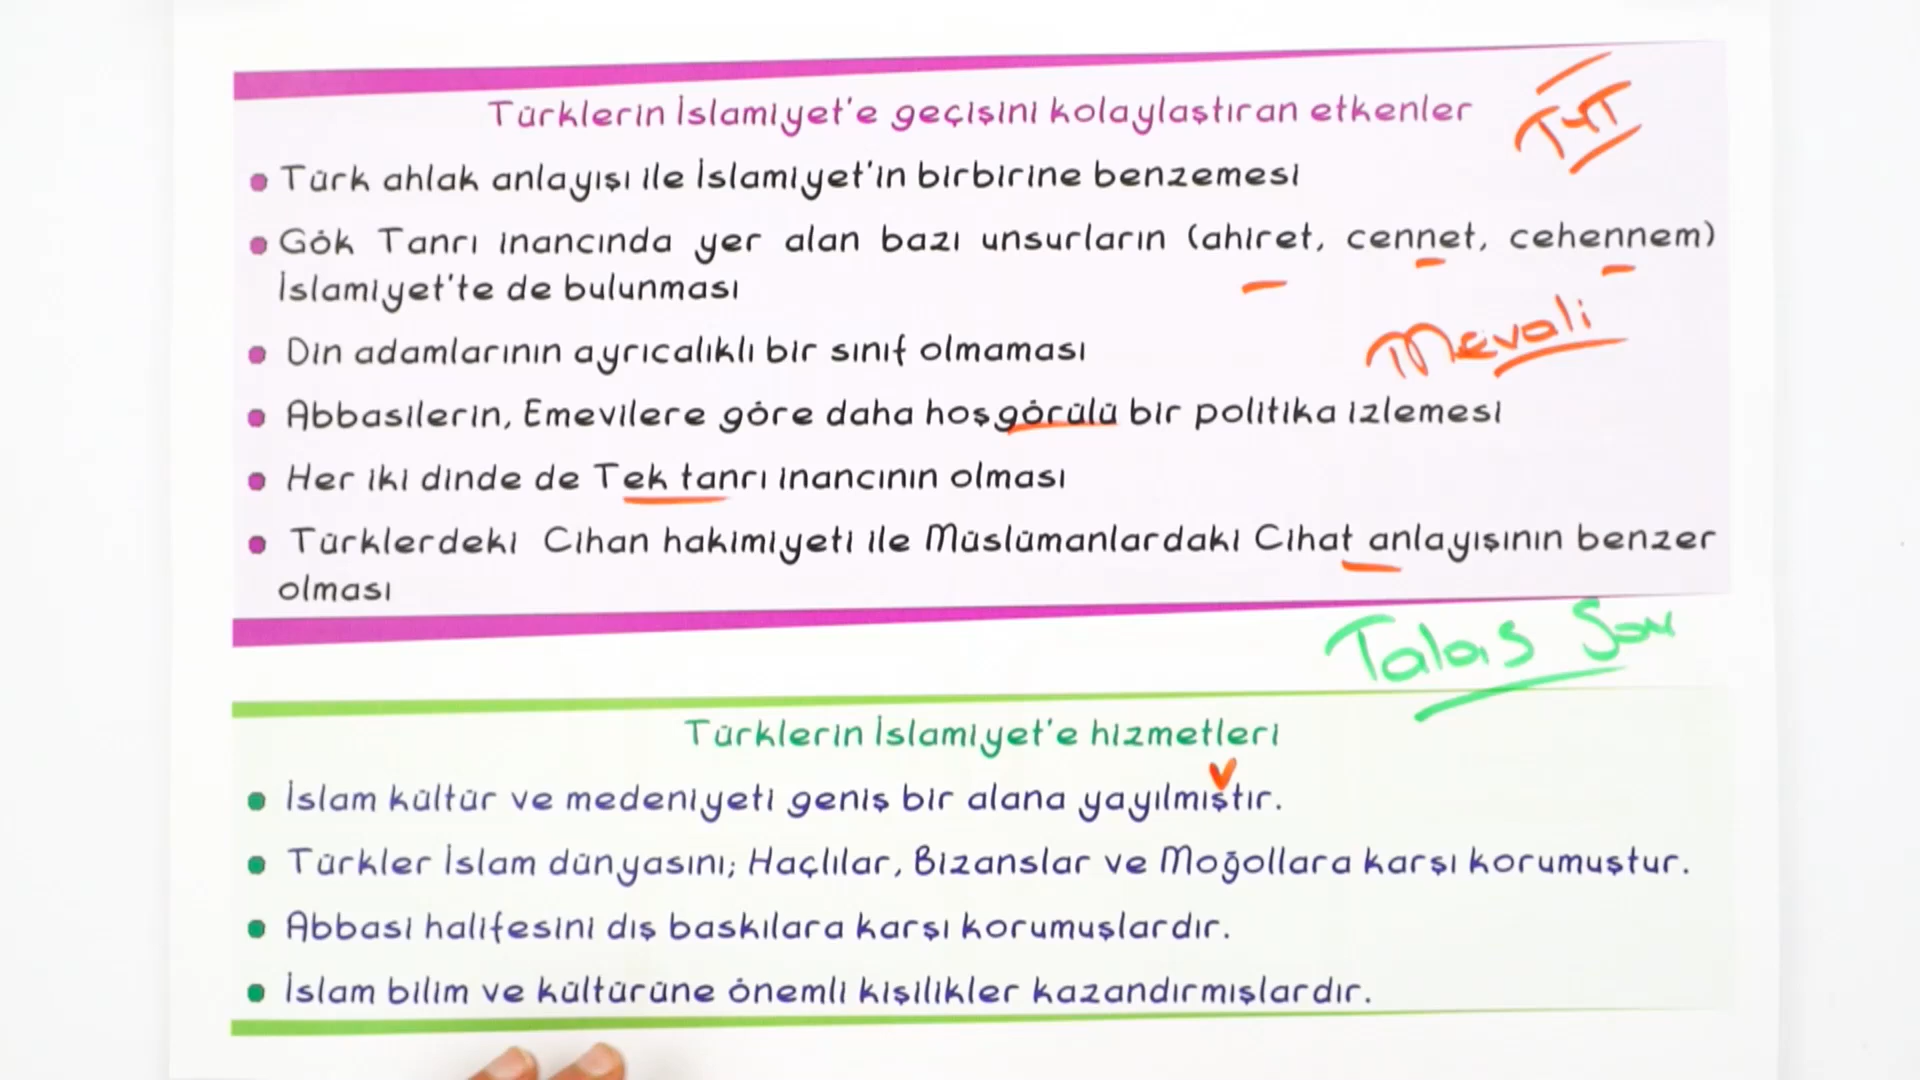 Türklerin İslamiyet'e geçişini kolaylaştıran etkenler
TYT
Türk ahlak anlayışı ile İslamiyet'in birbirine benzemesi
Gök Tanrı inancında yer alan bazı unsurların (ahiret, cennet, cehennem)
İslamiyet'te de bulunması
Mevali
Din adamlarının ayrıcalıklı bir sınıf olmaması
Abbasilerin, Emevilere göre daha hoşgörülü bir politika izlemesi
Her iki dinde de Tek tanrı inancının olması
Türklerdeki Cihan hakimiyeti ile Müslümanlardaki Cihat anlayışının benzer
olması
Talas Sav
Türklerin İslamiyet'e hizmetleri
İslam kültür ve medeniyeti geniş bir alana yayılmıştır.
Türkler İslam dünyasını; Haçlılar, Bizanslar ve Moğollara karşı korumuştur.
Abbasi halifesini dış baskılara karşı korumuşlardır.
İslam bilim ve kültürüne önemli kişilikler kazandırmışlardır.